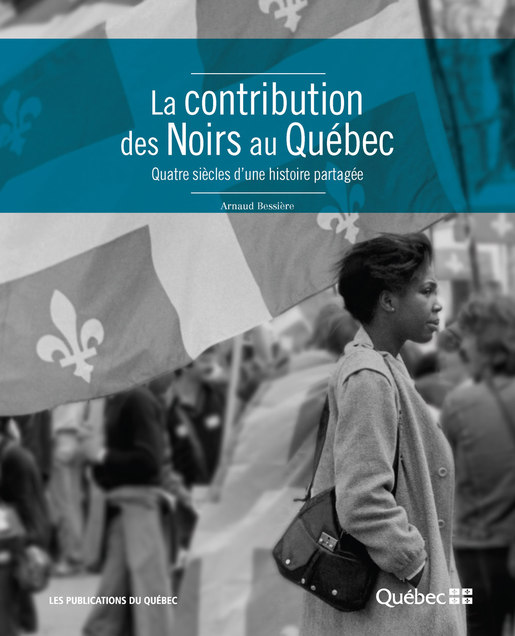 La contribution
des Noirs au Québec
Quatre siècles d'une histoire partagée
Arnaud Bessière
LES PUBLICATIONS DU QUÉBEC
Québec